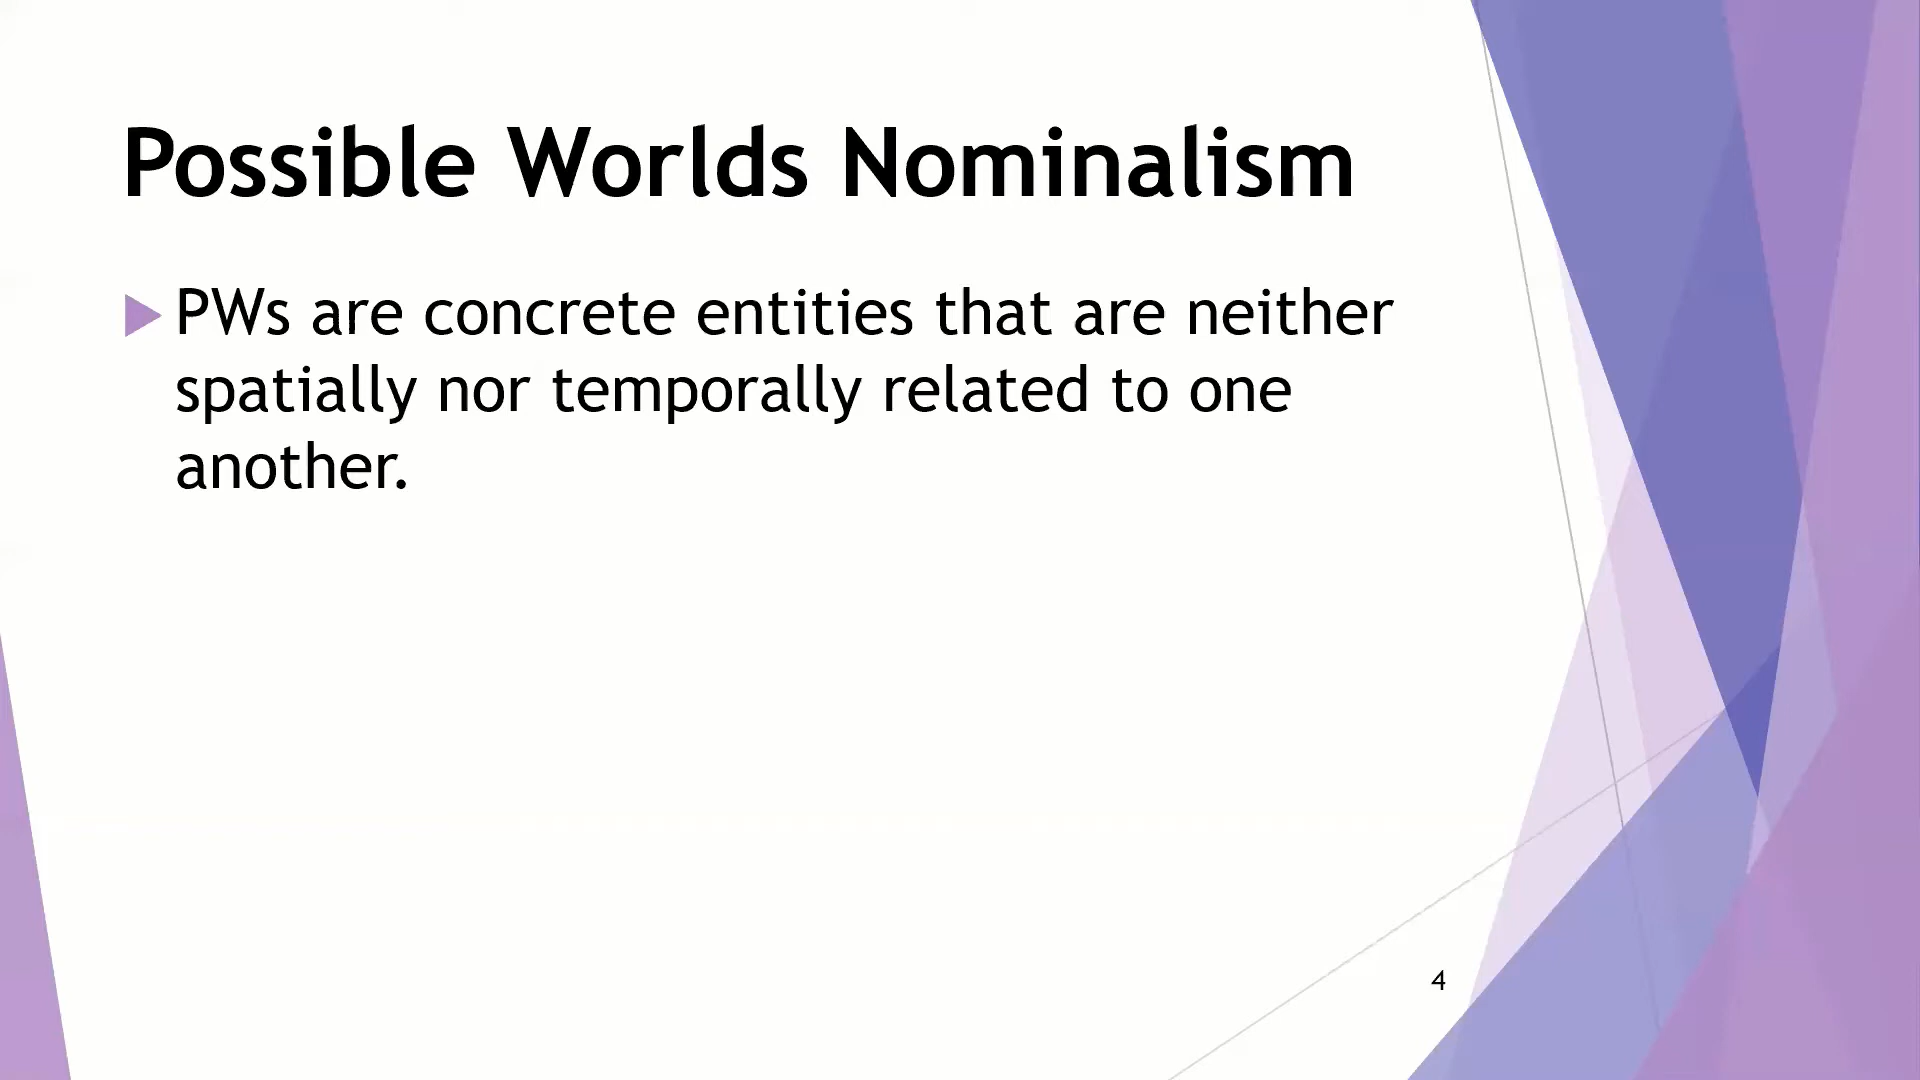 Possible Worlds Nominalism
PWs are concrete entities that are neither
spatially nor temporally related to one
another.
4